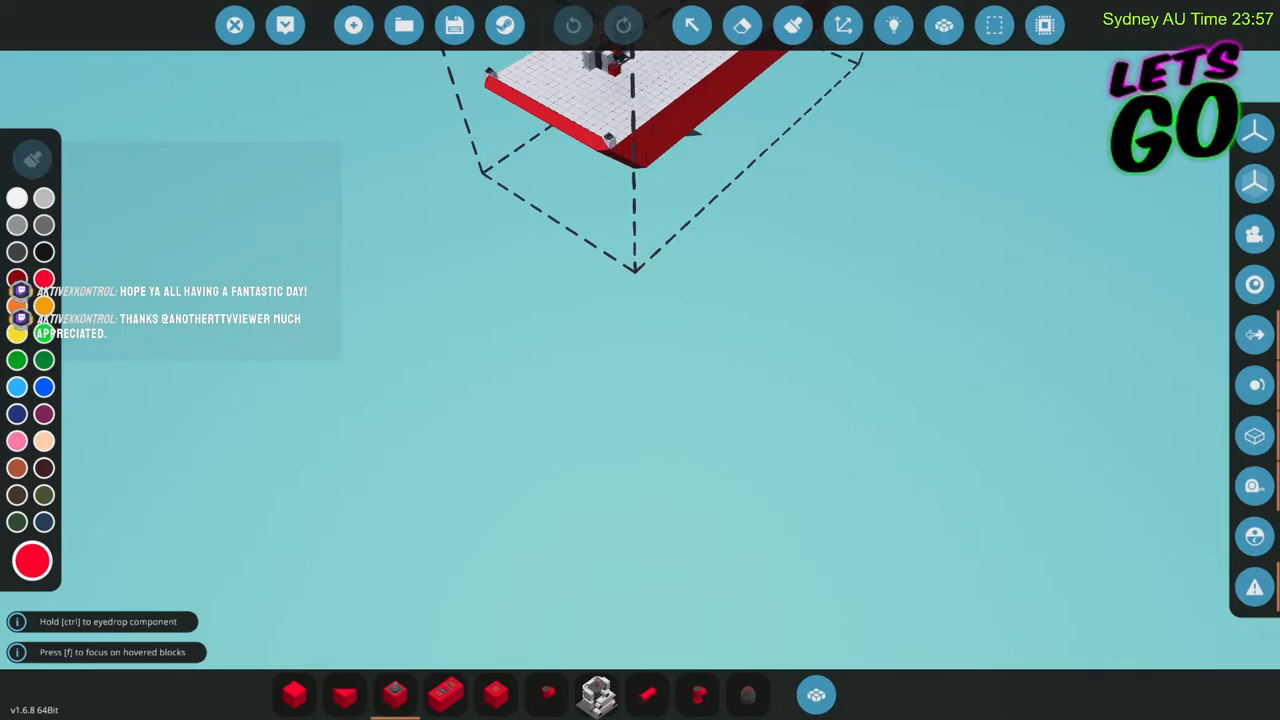 Sydney AU Time 23:57
LETS
GO
AKTIVEXKONTROL: HOPE YA ALL HAVING A FANTASTIC DAY!
AKTIVEXKONTROL: THANKS @ANOTHERTTVVIEWER MUCH
APPRECIATED.
Hold [ctrl] to eyedrop component
Press [f] to focus on hovered blocks
v1.6.8 64Bit